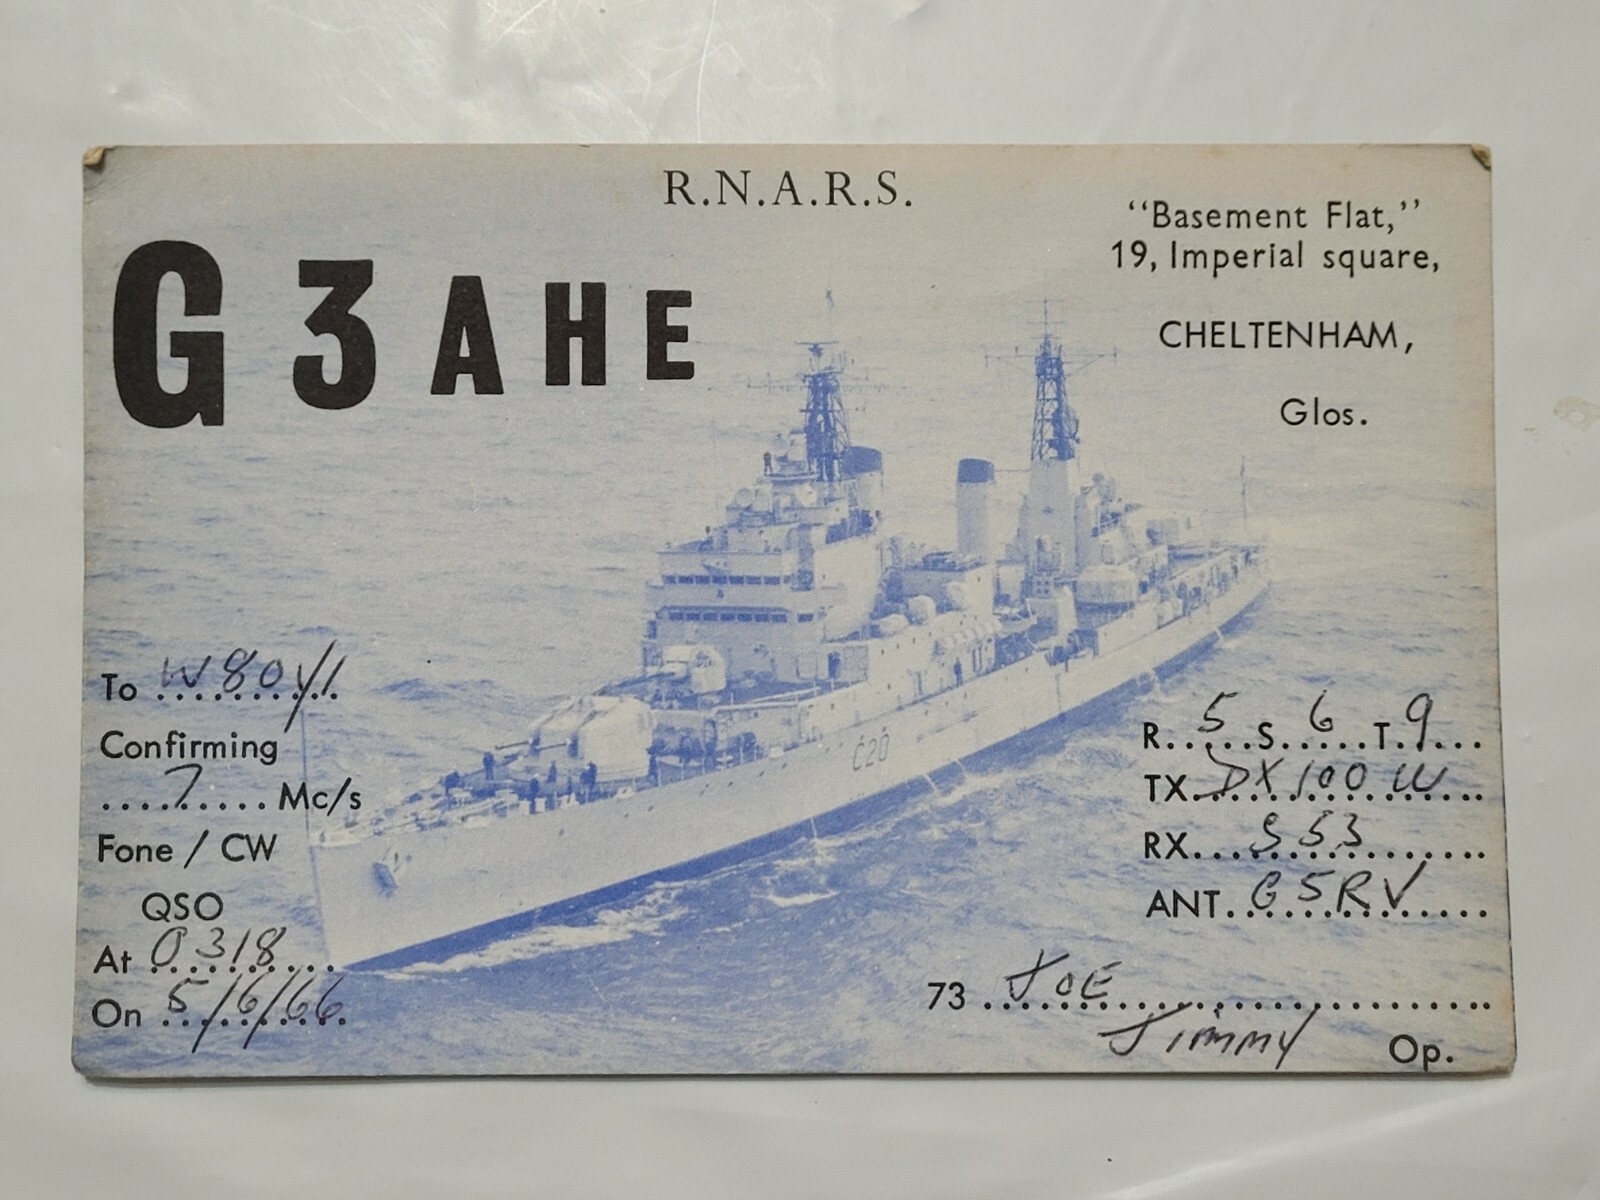 R.N.A.R.S.
G3AHE
"Basement Flat,"
19, Imperial square,
CHELTENHAM,
Glos.
C20
To W8OYI
Confirming
7 Mc/s
Fone / CW
QSO
At 0318
On 5/6/66
R. 5 S. 6 T. 9
TX. DX 100 W
RX. S53
ANT. G5RV
73 JOE
Jimmy Op.